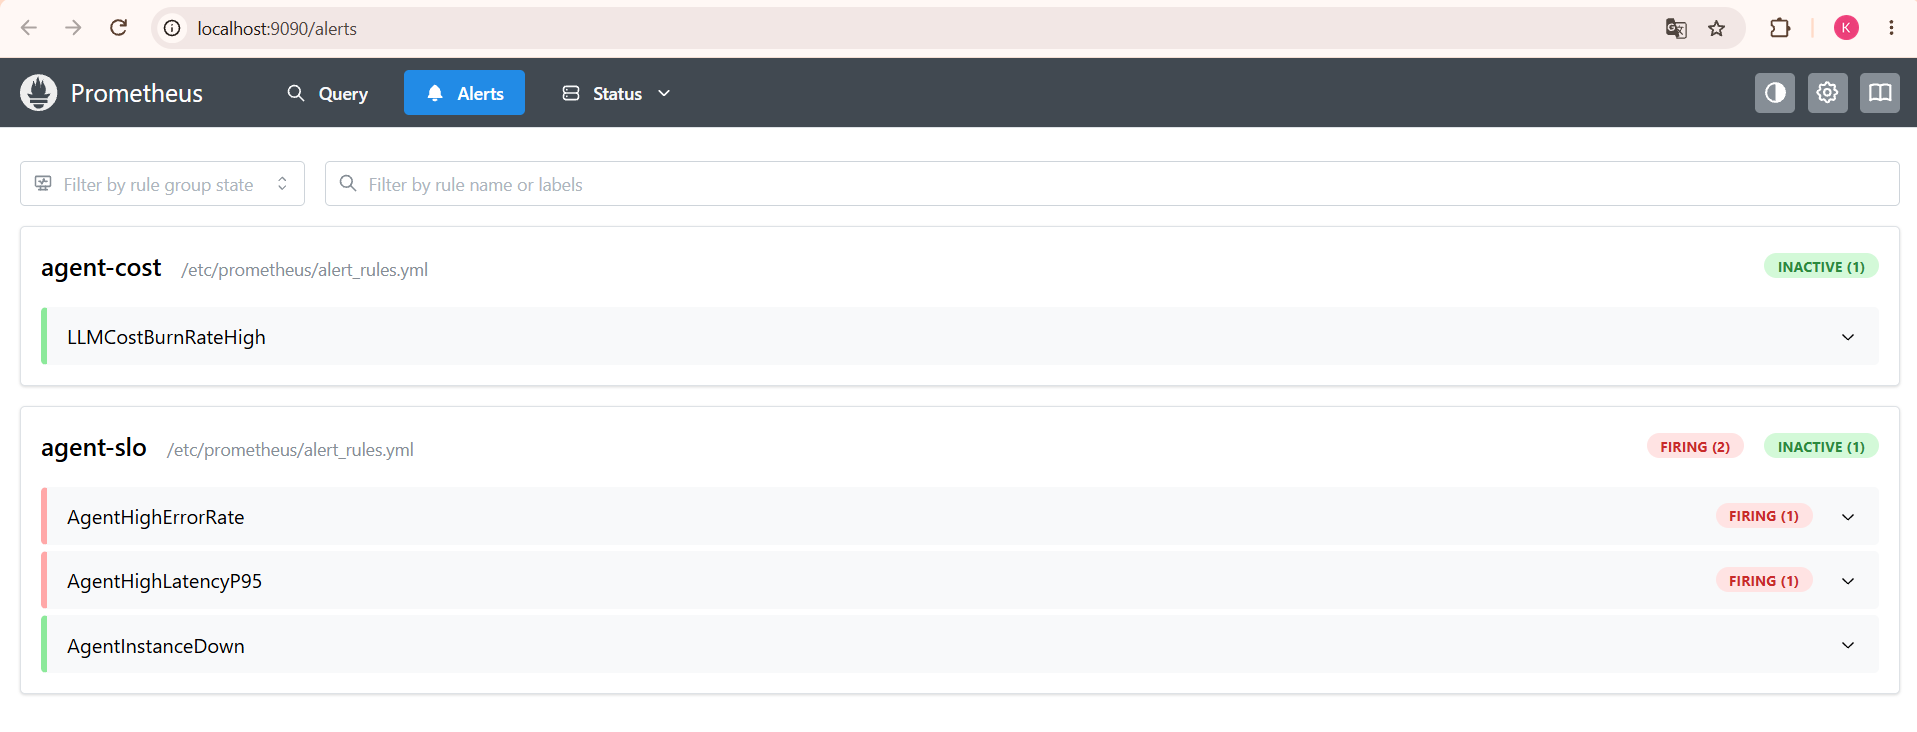 localhost:9090/alerts
K
Prometheus Query Alerts Status
Filter by rule group state Filter by rule name or labels
agent-cost /etc/prometheus/alert_rules.yml INACTIVE (1)
LLMCostBurnRateHigh
agent-slo /etc/prometheus/alert_rules.yml FIRING (2) INACTIVE (1)
AgentHighErrorRate FIRING (1)
AgentHighLatencyP95 FIRING (1)
AgentInstanceDown